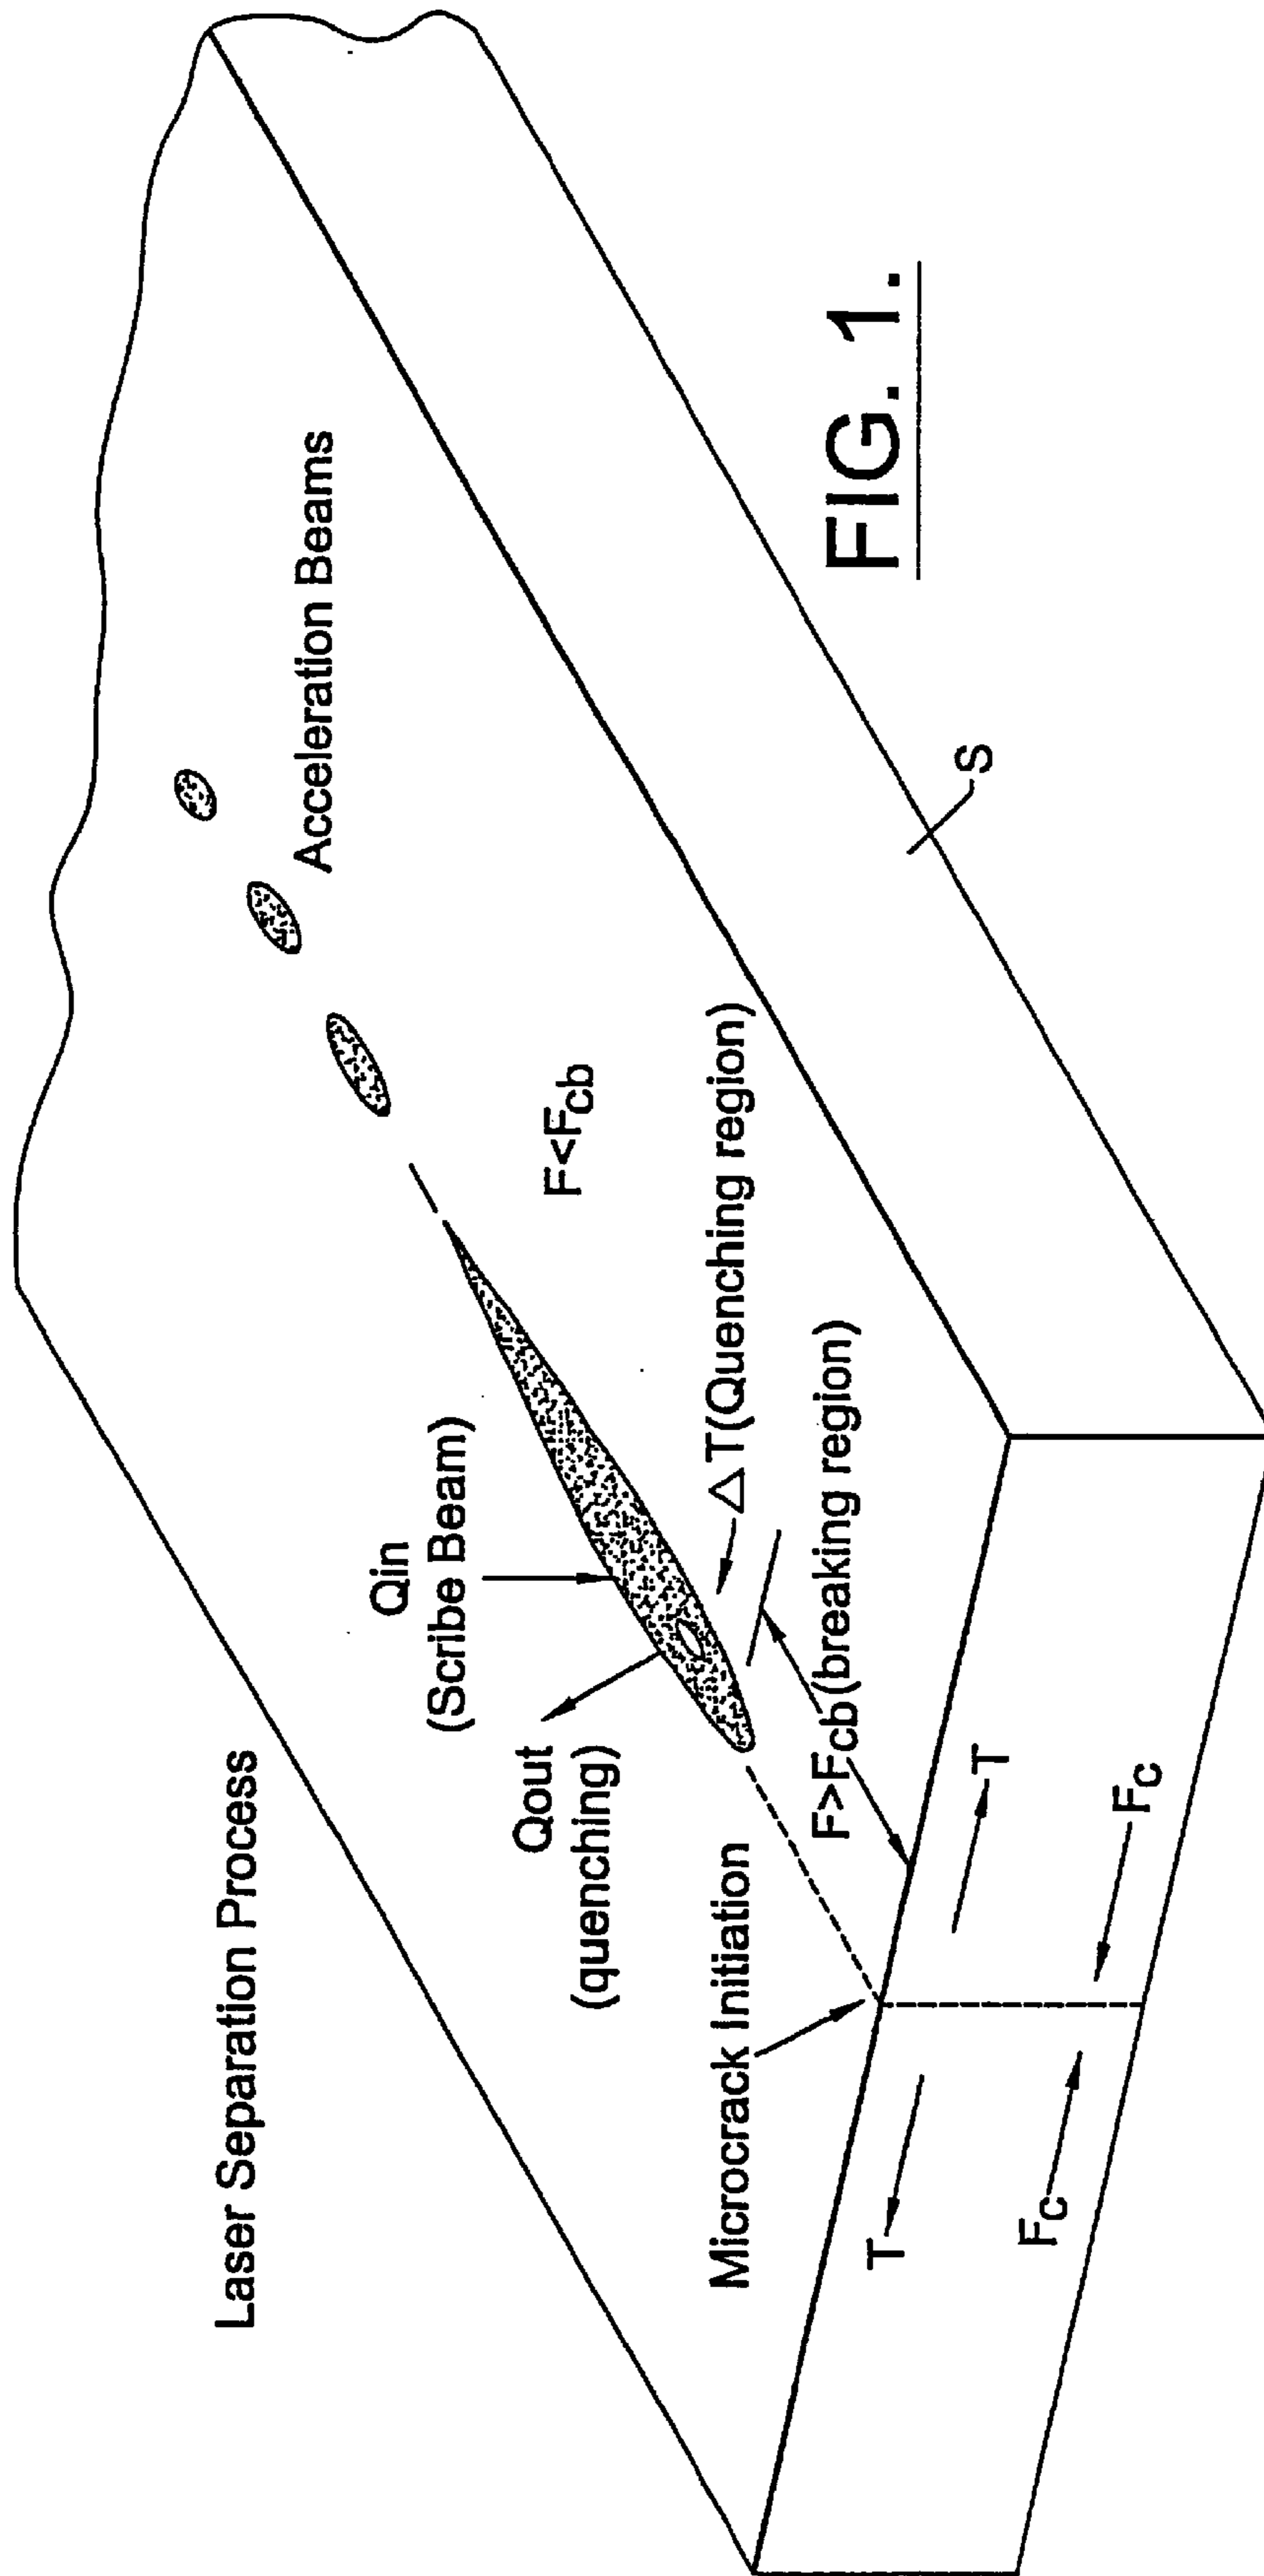 Laser Separation Process
Qin
(Scribe Beam)
Qout
(quenching)
Acceleration Beams
F<Fcb
△T(Quenching region)
Microcrack Initiation
F>Fcb(breaking region)
T
T
Fc
Fc
S
FIG. 1.